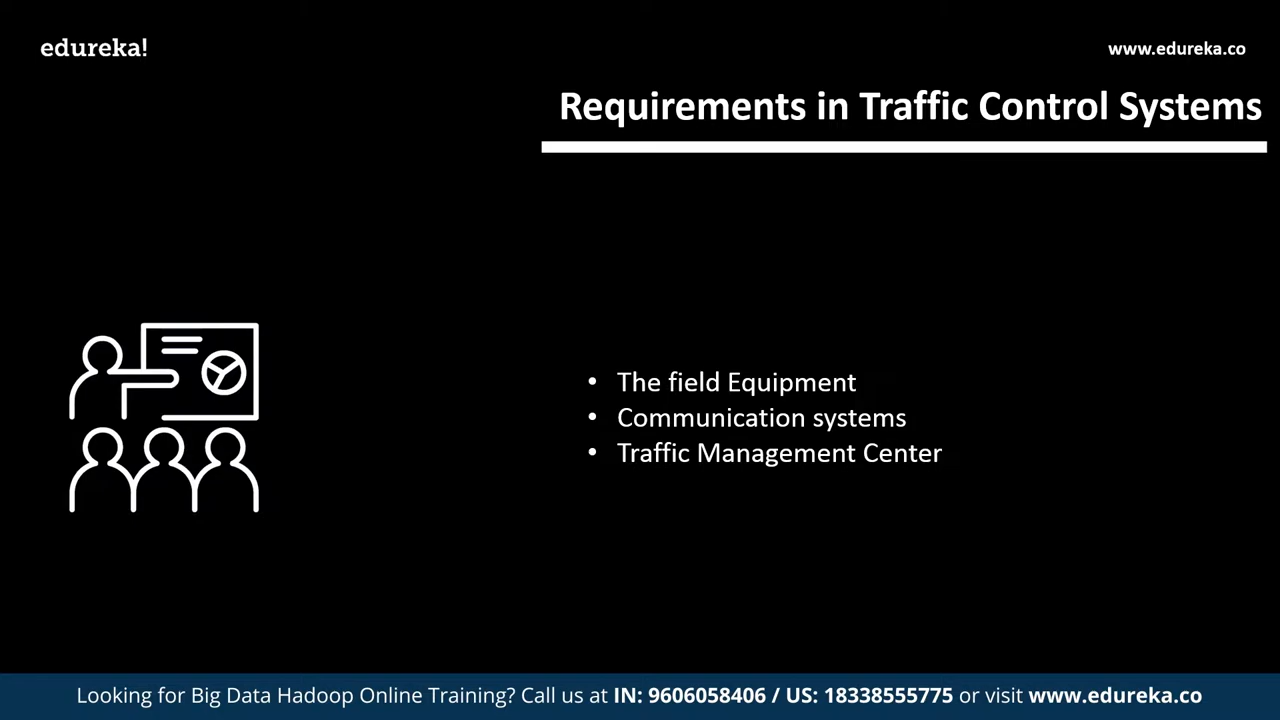 edureka!
www.edureka.co
Requirements in Traffic Control Systems
• The field Equipment
• Communication systems
• Traffic Management Center
Looking for Big Data Hadoop Online Training? Call us at IN: 9606058406 / US: 18338555775 or visit www.edureka.co